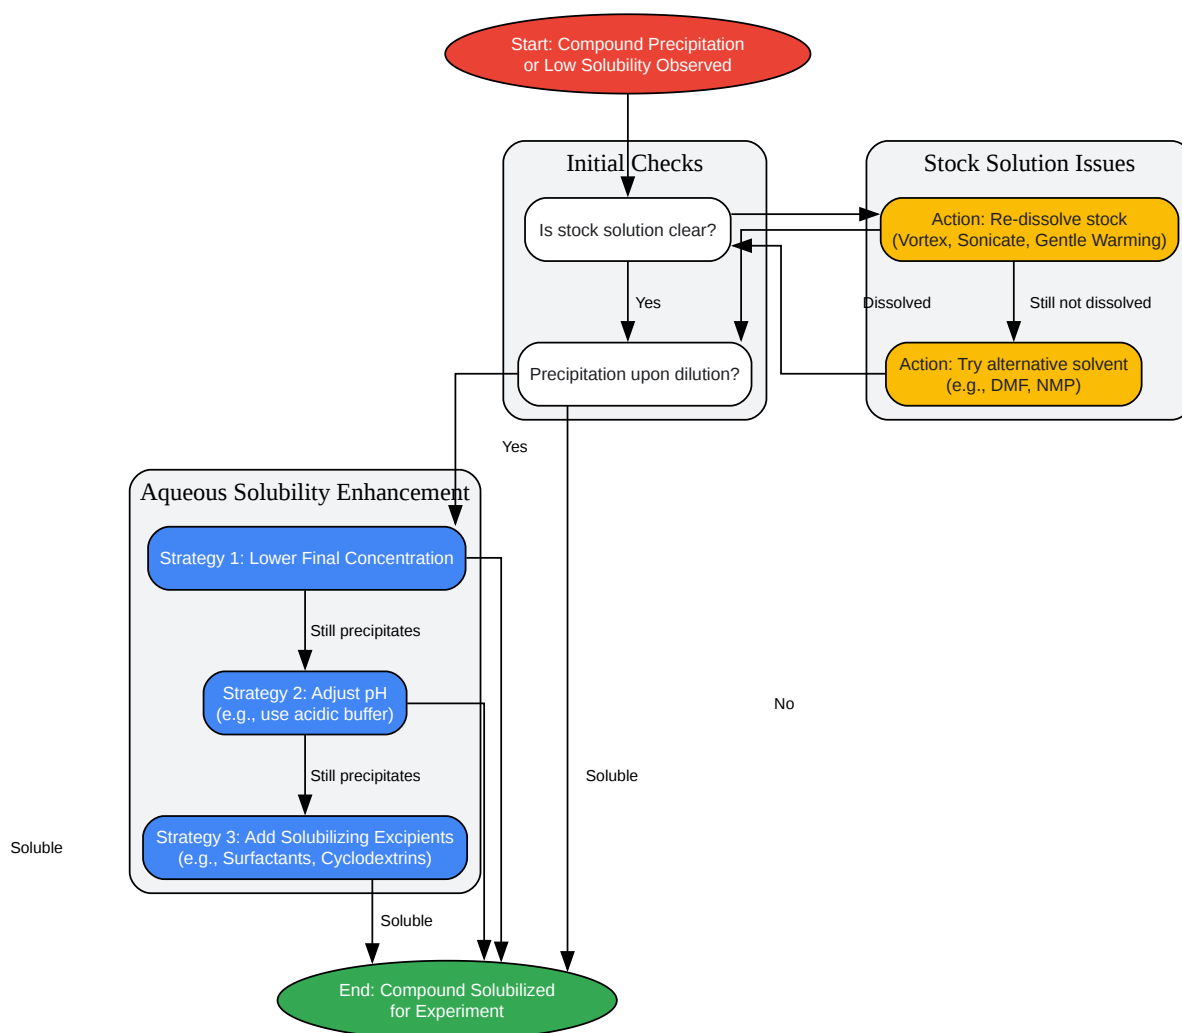 Start: Compound Precipitation
or Low Solubility Observed
Initial Checks
Stock Solution Issues
Is stock solution clear?
Action: Re-dissolve stock
(Vortex, Sonicate, Gentle Warming)
Yes
Dissolved
Still not dissolved
Precipitation upon dilution?
Action: Try alternative solvent
(e.g., DMF, NMP)
Yes
Aqueous Solubility Enhancement
Strategy 1: Lower Final Concentration
Still precipitates
Strategy 2: Adjust pH
(e.g., use acidic buffer)
No
Still precipitates
Soluble
Strategy 3: Add Solubilizing Excipients
(e.g., Surfactants, Cyclodextrins)
Soluble
Soluble
End: Compound Solubilized
for Experiment